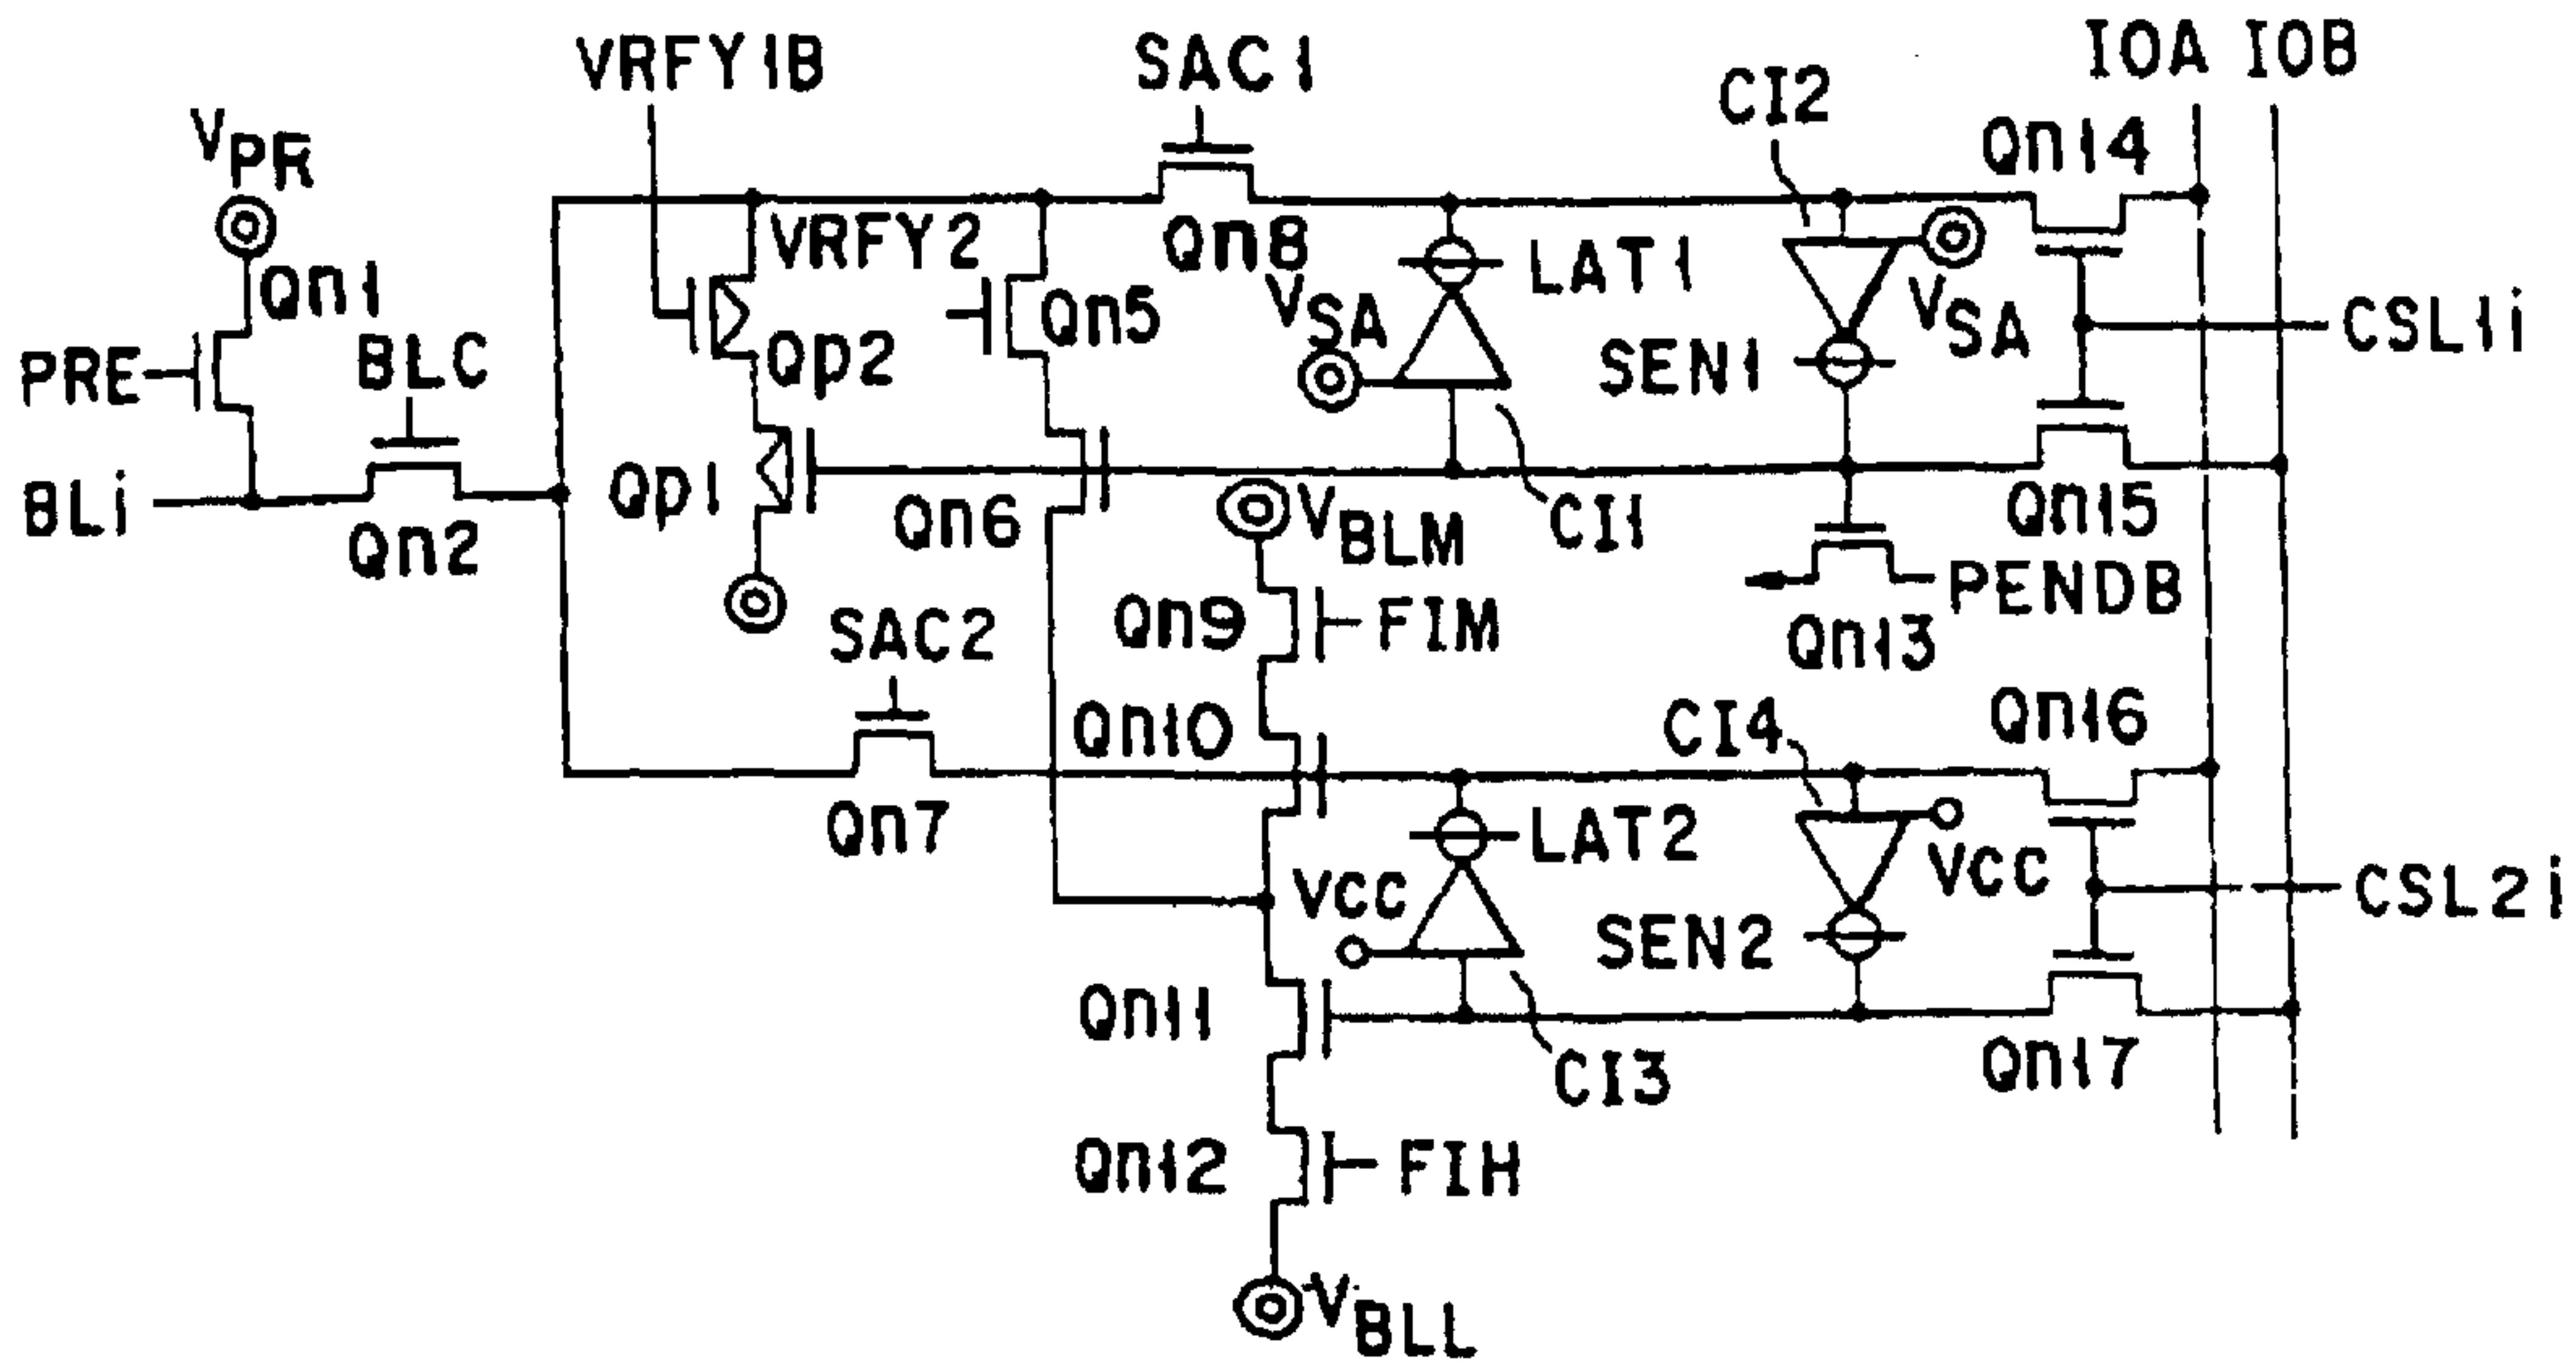 IOA IOB
VRFY1B
SAC1
CI2
VPR
Qn14
Qn1
VRFY2
Qn8
LAT1
VSA
VSA
CSL1i
PRE
BLC
Qp2
Qn5
SEN1
BLi
Qn2
Qp1
Qn6
VBLM
CI1
Qn15
SAC2
Qn9
FIM
PENDB
Qn13
Qn10
CI4
Qn16
Qn7
LAT2
VCC
VCC
CSL2i
SEN2
Qn11
CI3
Qn17
Qn12
FIH
VBLL